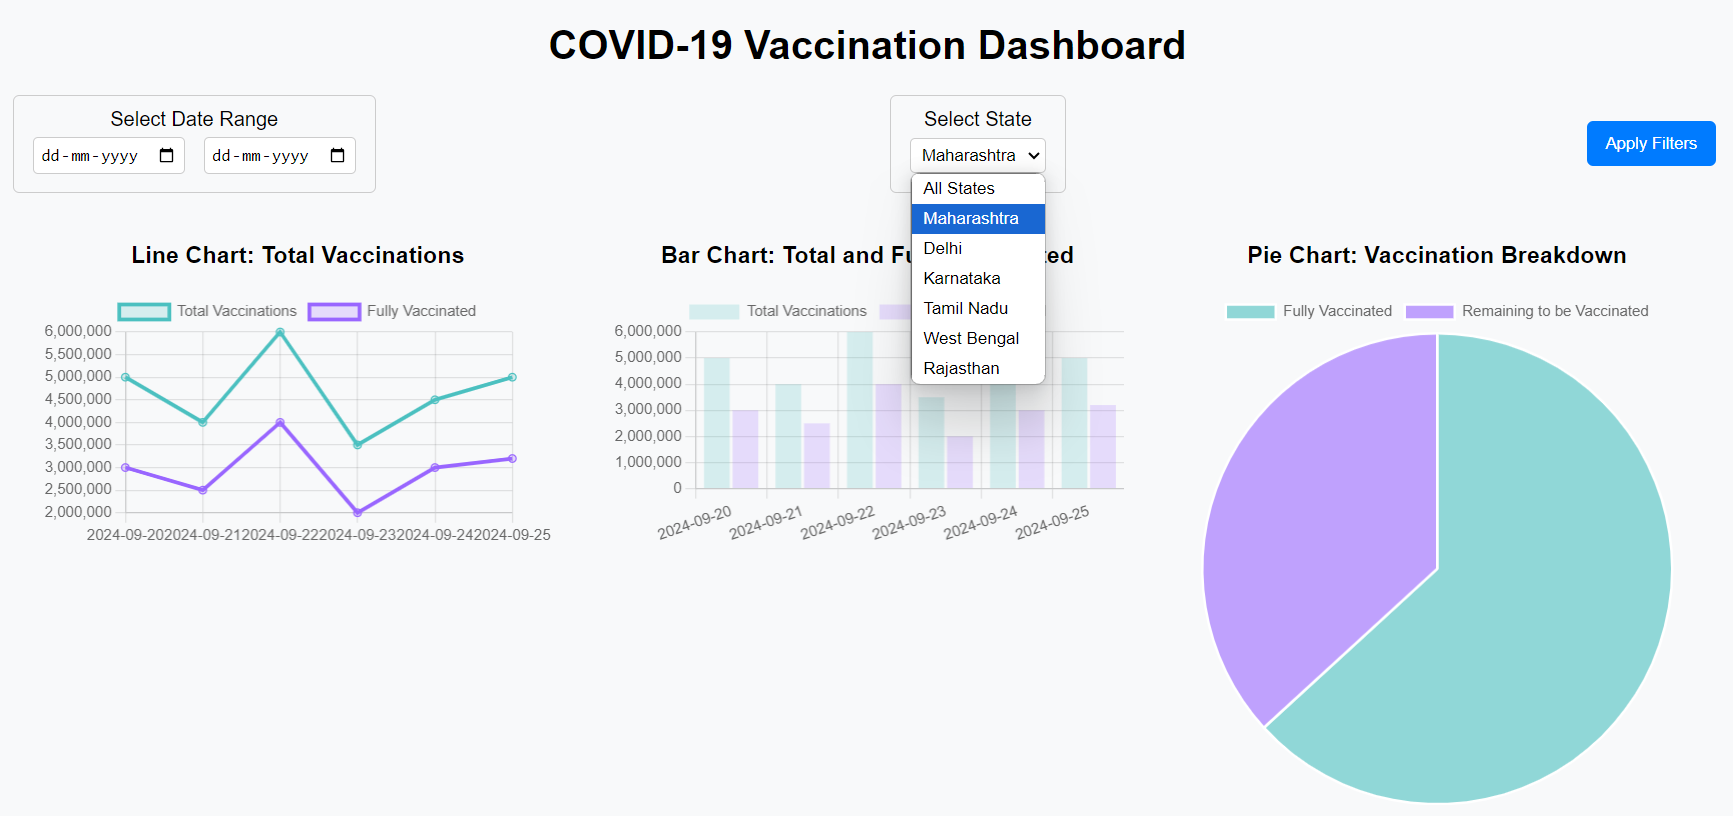 COVID-19 Vaccination Dashboard
Select Date Range
dd-mm-yyyy
dd-mm-yyyy
Select State
Maharashtra
All States
Maharashtra
Delhi
Karnataka
Tamil Nadu
West Bengal
Rajasthan
Apply Filters
Line Chart: Total Vaccinations
Total Vaccinations
Fully Vaccinated
6,000,000
5,500,000
5,000,000
4,500,000
4,000,000
3,500,000
3,000,000
2,500,000
2,000,000
2024-09-20
2024-09-21
2024-09-22
2024-09-23
2024-09-24
2024-09-25
Bar Chart: Total and
Total Vaccinations
6,000,000
5,000,000
4,000,000
3,000,000
2,000,000
1,000,000
0
2024-09-20
2024-09-21
2024-09-22
2024-09-23
2024-09-24
2024-09-25
Pie Chart: Vaccination Breakdown
Fully Vaccinated
Remaining to be Vaccinated